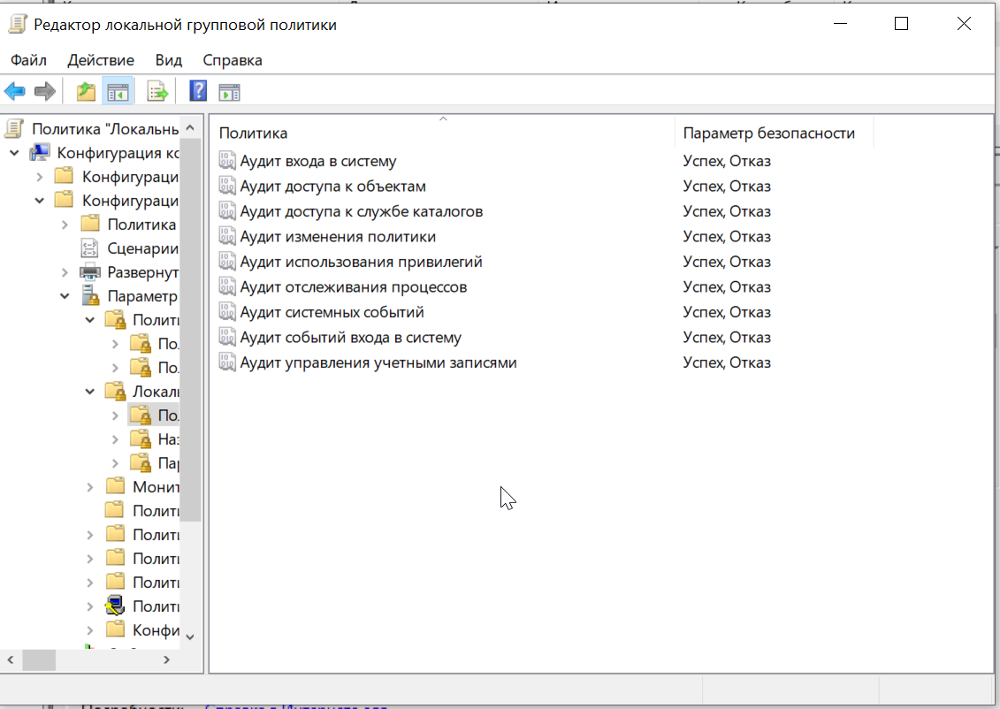 Редактор локальной групповой политики
Файл Действие Вид Справка
Политика "Локальны
Конфигурация ко
Конфигураци
Конфигураци
Политика
Сценарии
Развернут
Параметр
Полити
По
По
Локал
По
Наз
Пар
Монит
Полити
Полити
Полити
Полити
Полити
Конфи
Политика Параметр безопасности
Аудит входа в систему Успех, Отказ
Аудит доступа к объектам Успех, Отказ
Аудит доступа к службе каталогов Успех, Отказ
Аудит изменения политики Успех, Отказ
Аудит использования привилегий Успех, Отказ
Аудит отслеживания процессов Успех, Отказ
Аудит системных событий Успех, Отказ
Аудит событий входа в систему Успех, Отказ
Аудит управления учетными записями Успех, Отказ